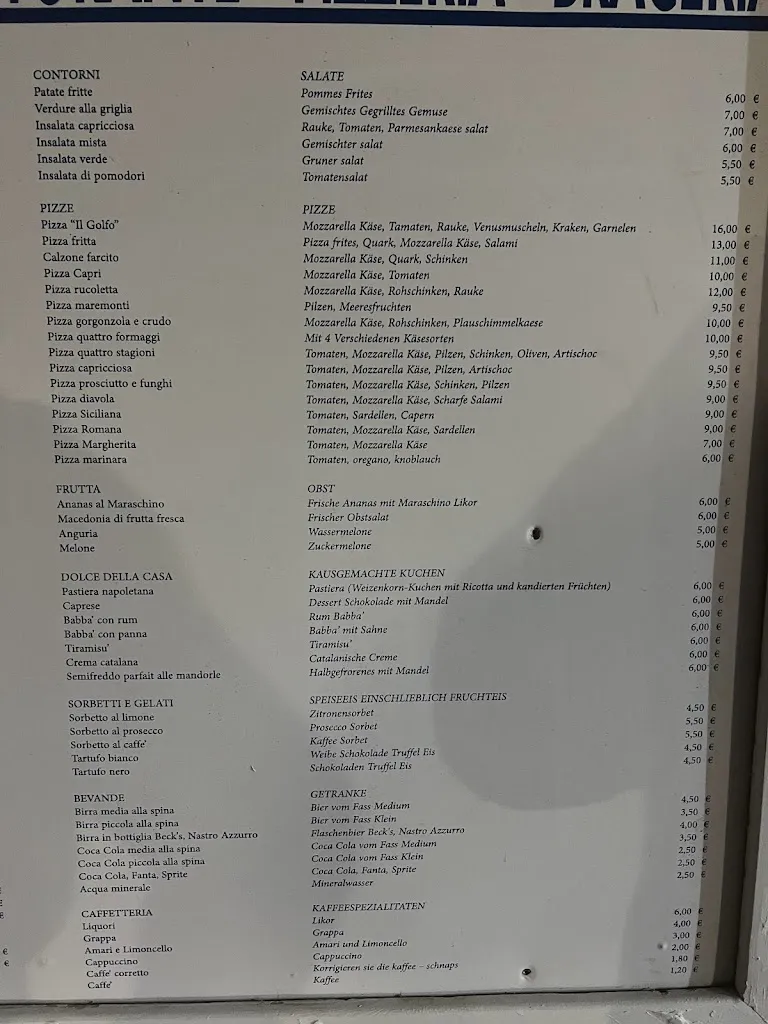 PIZZERIA - BRACERIA
CONTORNI SALATE
Patate fritte Pommes Frites 6,00 €
Verdure alla griglia Gemischtes Gegrilltes Gemuse 7,00 €
Insalata capricciosa Rauke, Tomaten, Parmesankaese salat 7,00 €
Insalata mista Gemischter salat 6,00 €
Insalata verde Gruner salat 5,50 €
Insalata di pomodori Tomatensalat 5,50 €
PIZZE PIZZE
Pizza "Il Golfo" Mozzarella Käse, Tamaten, Rauke, Venusmuscheln, Kraken, Garnelen 16,00 €
Pizza fritta Pizza frites, Quark, Mozzarella Käse, Salami 13,00 €
Calzone farcito Mozzarella Käse, Quark, Schinken 11,00 €
Pizza Capri Mozzarella Käse, Tomaten 10,00 €
Pizza rucoletta Mozzarella Käse, Rohschinken, Rauke 12,00 €
Pizza maremonti Pilzen, Meeresfruchten 9,50 €
Pizza gorgonzola e crudo Mozzarella Käse, Rohschinken, Plauschimmelkaese 10,00 €
Pizza quattro formaggi Mit 4 Verschiedenen Käsesorten 10,00 €
Pizza quattro stagioni Tomaten, Mozzarella Käse, Pilzen, Schinken, Oliven, Artischoc 9,50 €
Pizza capricciosa Tomaten, Mozzarella Käse, Pilzen, Artischoc 9,50 €
Pizza prosciutto e funghi Tomaten, Mozzarella Käse, Schinken, Pilzen 9,50 €
Pizza diavola Tomaten, Mozzarella Käse, Scharfe Salami 9,00 €
Pizza Siciliana Tomaten, Sardellen, Capern 9,00 €
Pizza Romana Tomaten, Mozzarella Käse, Sardellen 9,00 €
Pizza Margherita Tomaten, Mozzarella Käse 7,00 €
Pizza marinara Tomaten, oregano, knoblauch 6,00 €
FRUTTA OBST
Ananas al Maraschino Frische Ananas mit Maraschino Likor 6,00 €
Macedonia di frutta fresca Frischer Obstsalat 6,00 €
Anguria Wassermelone 5,00 €
Melone Zuckermelone 5,00 €
DOLCE DELLA CASA KAUSGEMACHTE KUCHEN
Pastiera napoletana Pastiera (Weizenkorn-Kuchen mit Ricotta und kandierten Früchten) 6,00 €
Caprese Dessert Schokolade mit Mandel 6,00 €
Babba' con rum Rum Babba' 6,00 €
Babba' con panna Babba' mit Sahne 6,00 €
Tiramisu' Tiramisu' 6,00 €
Crema catalana Catalanische Creme 6,00 €
Semifreddo parfait alle mandorle Halbgefrorenes mit Mandel 6,00 €
SORBETTI E GELATI SPEISEEIS EINSCHLIEBLICH FRUCHTEIS
Sorbetto al limone Zitronensorbet 4,50 €
Sorbetto al prosecco Prosecco Sorbet 5,50 €
Sorbetto al caffe' Kaffee Sorbet 5,50 €
Tartufo bianco Weibe Schokolade Truffel Eis 4,50 €
Tartufo nero Schokoladen Truffel Eis 4,50 €
BEVANDE GETRANKE
Birra media alla spina Bier vom Fass Medium 4,50 €
Birra piccola alla spina Bier vom Fass Klein 3,50 €
Birra in bottiglia Beck's, Nastro Azzurro Flaschenbier Beck's, Nastro Azzurro 4,00 €
Coca Cola media alla spina Coca Cola vom Fass Medium 3,50 €
Coca Cola piccola alla spina Coca Cola vom Fass Klein 2,50 €
Coca Cola, Fanta, Sprite Coca Cola, Fanta, Sprite 2,50 €
Acqua minerale Mineralwasser 2,50 €
CAFFETTERIA KAFFEESPEZIALITATEN
Liquori Likor 6,00 €
Grappa Grappa 4,00 €
Amari e Limoncello Amari und Limoncello 3,00 €
Cappuccino Cappuccino 2,00 €
Caffe' corretto Korrigieren sie die kaffee – schnaps 1,80 €
Caffe' Kaffee 1,20 €